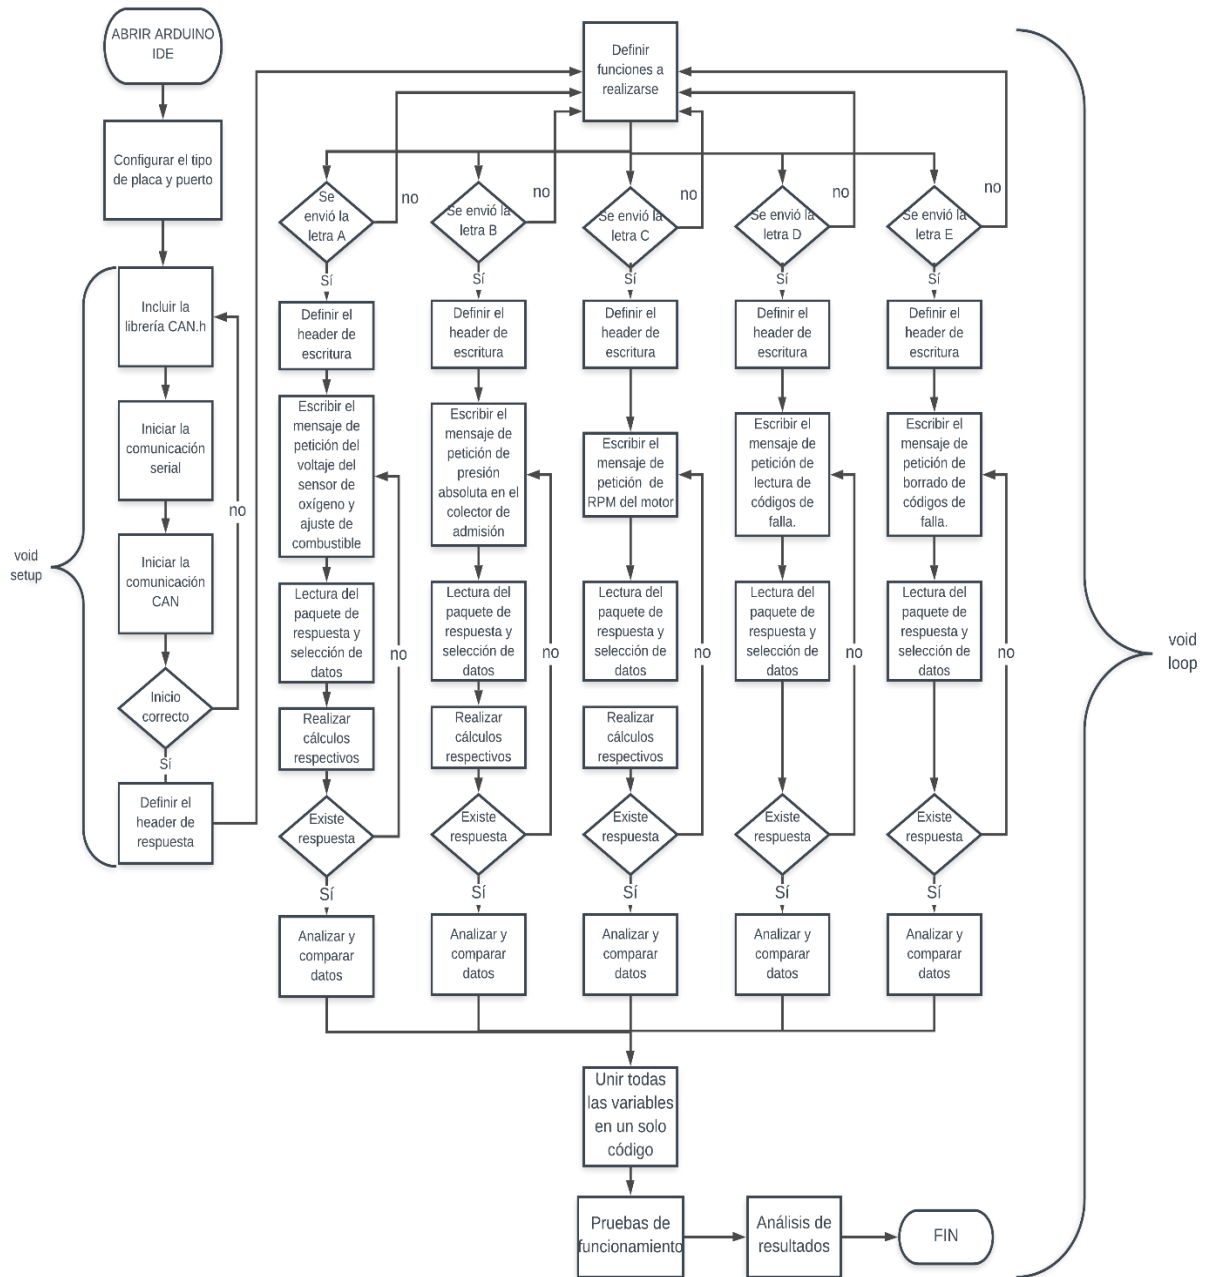 ABRIR ARDUINO
IDE
Configurar el tipo
de placa y puerto
void
setup
Incluir la
librería CAN.h
Iniciar la
comunicación
serial
Iniciar la
comunicación
CAN
no
Inicio
correcto
Sí
Definir el
header de
respuesta
Definir
funciones a
realizarse
Se
envió la
letra A
no
Sí
Definir el
header de
escritura
Escribir el
mensaje de
petición del
voltaje del
sensor de
oxígeno y
ajuste de
combustible
Lectura del
paquete de
respuesta y
selección de
datos
no
Realizar
cálculos
respectivos
Existe
respuesta
Sí
Analizar y
comparar
datos
Se envió la
letra B
no
Sí
Definir el
header de
escritura
Escribir el
mensaje de
petición de
presión
absoluta en el
colector de
admisión
Lectura del
paquete de
respuesta y
selección de
datos
no
Realizar
cálculos
respectivos
Existe
respuesta
Sí
Analizar y
comparar
datos
Se envió la
letra C
no
Sí
Definir el
header de
escritura
Escribir el
mensaje de
petición de
RPM del motor
Lectura del
paquete de
respuesta y
selección de
datos
no
Realizar
cálculos
respectivos
Existe
respuesta
Sí
Analizar y
comparar
datos
Se envió la
letra D
no
Sí
Definir el
header de
escritura
Escribir el
mensaje de
petición de
lectura de
códigos de
falla.
Lectura del
paquete de
respuesta y
selección de
datos
no
Existe
respuesta
Sí
Analizar y
comparar
datos
Se envió la
letra E
no
Sí
Definir el
header de
escritura
Escribir el
mensaje de
petición de
borrado de
códigos de
falla.
Lectura del
paquete de
respuesta y
selección de
datos
no
Existe
respuesta
Sí
Analizar y
comparar
datos
void
loop
Unir todas
las variables
en un solo
código
Pruebas de
funcionamiento
Análisis de
resultados
FIN